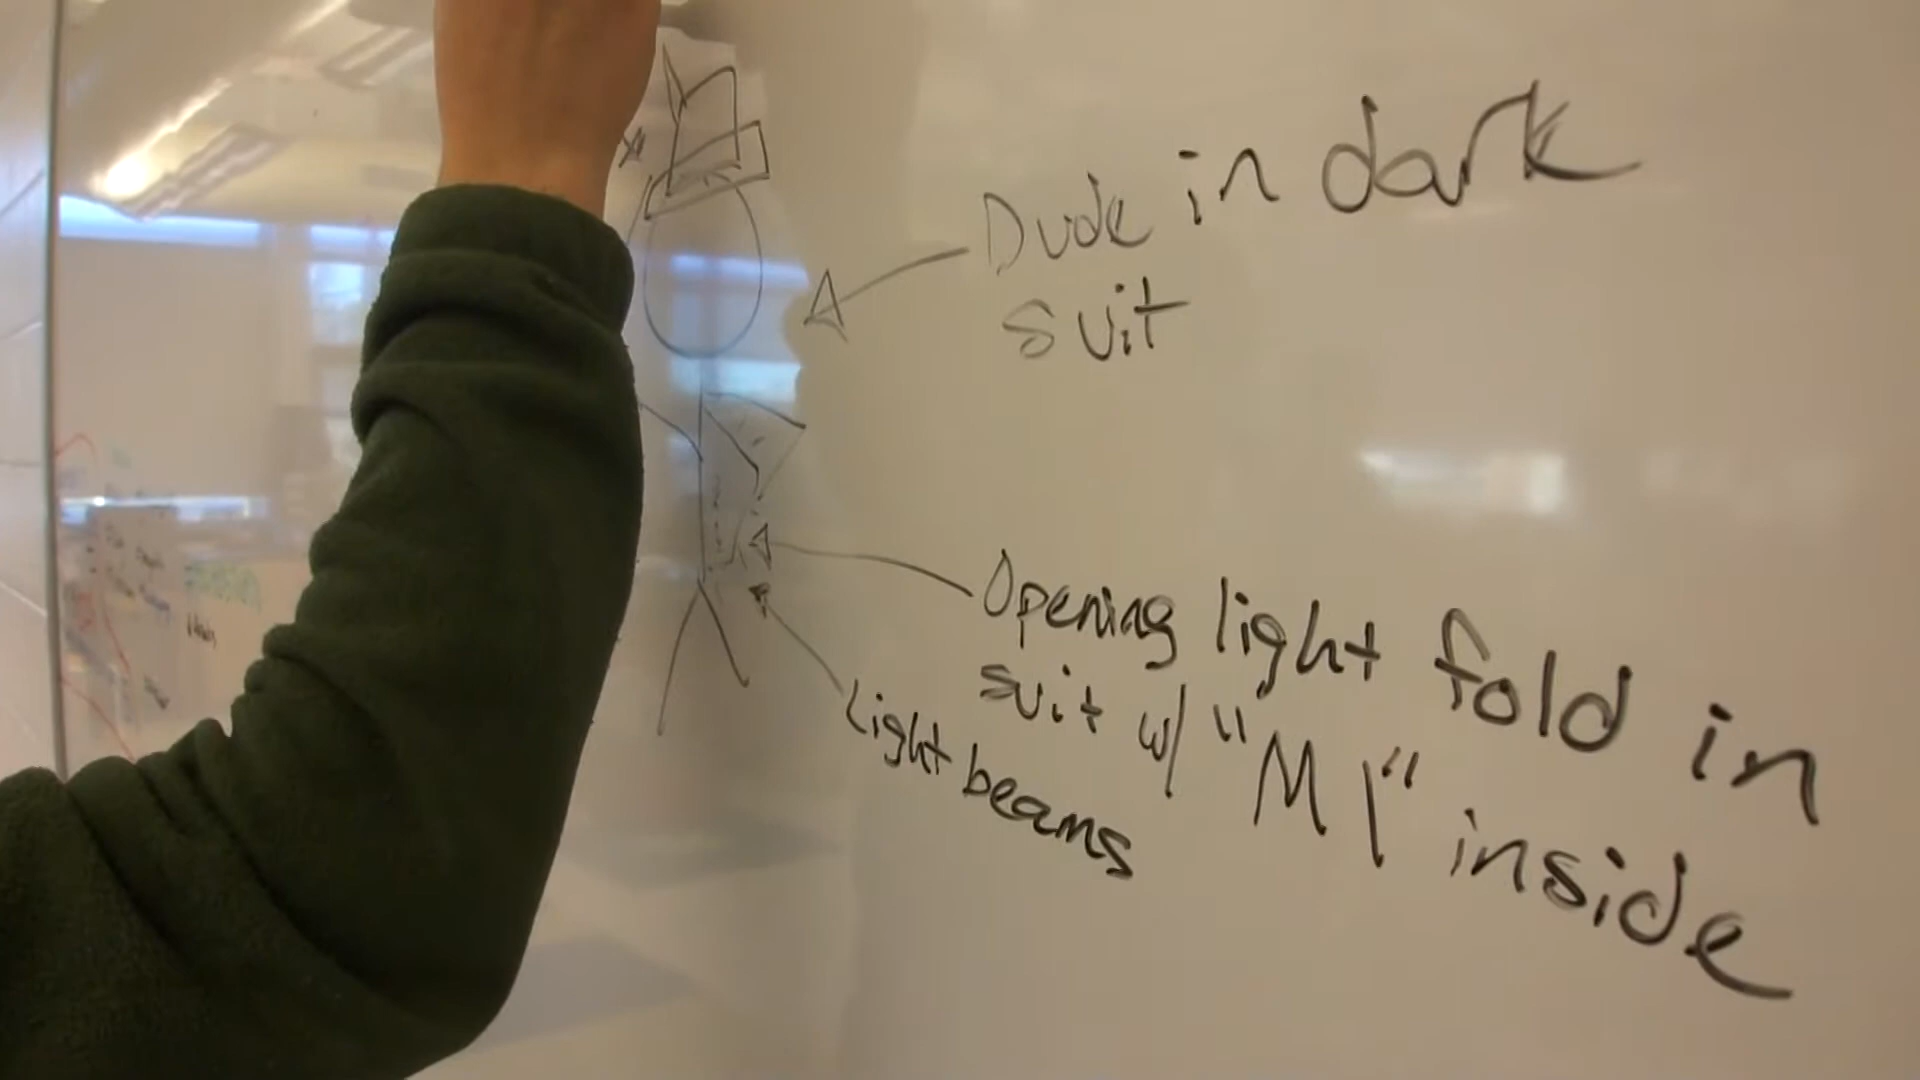 Dude in dark
suit
Opening light fold in
suit w/ "M1" inside
Light beams